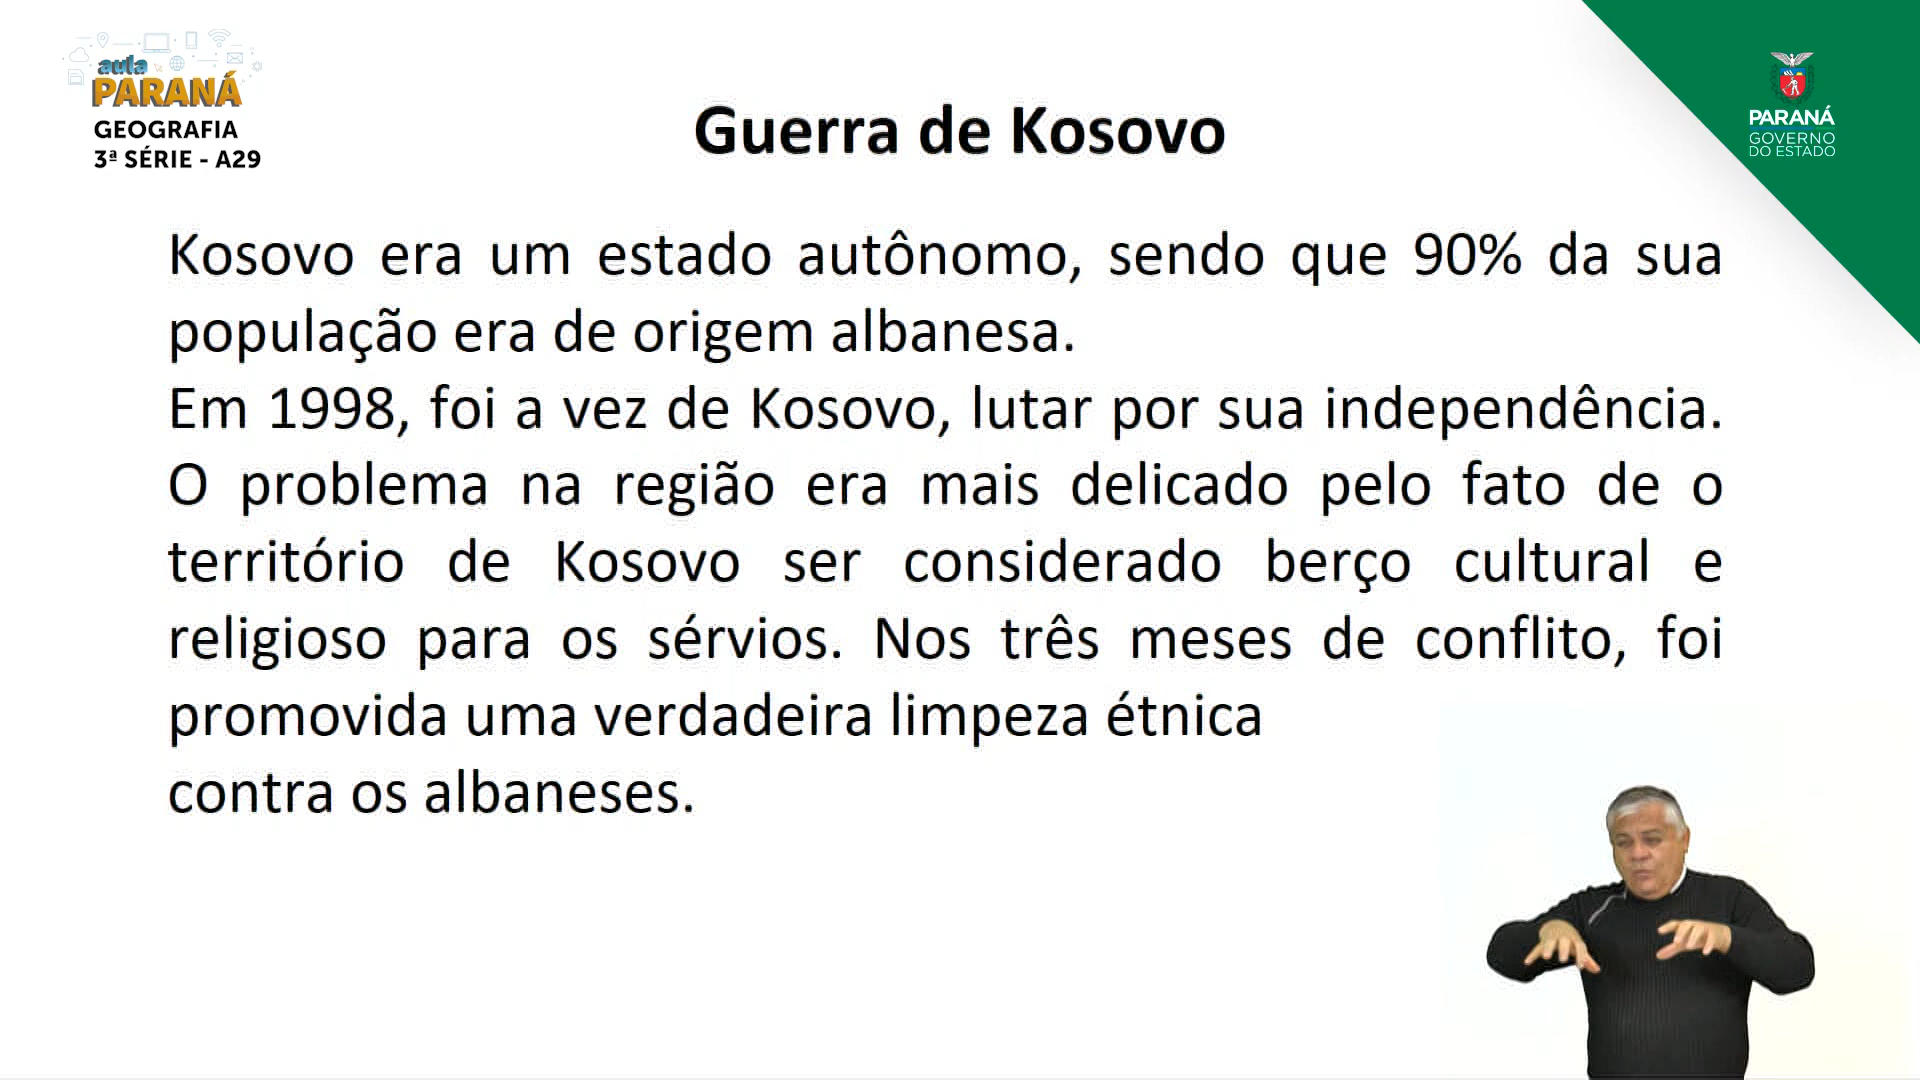 aula
PARANÁ
GEOGRAFIA
3ª SÉRIE - A29
Guerra de Kosovo
PARANÁ
GOVERNO
DO ESTADO
Kosovo era um estado autônomo, sendo que 90% da sua
população era de origem albanesa.
Em 1998, foi a vez de Kosovo, lutar por sua independência.
O problema na região era mais delicado pelo fato de o
território de Kosovo ser considerado berço cultural e
religioso para os sérvios. Nos três meses de conflito, foi
promovida uma verdadeira limpeza étnica
contra os albaneses.